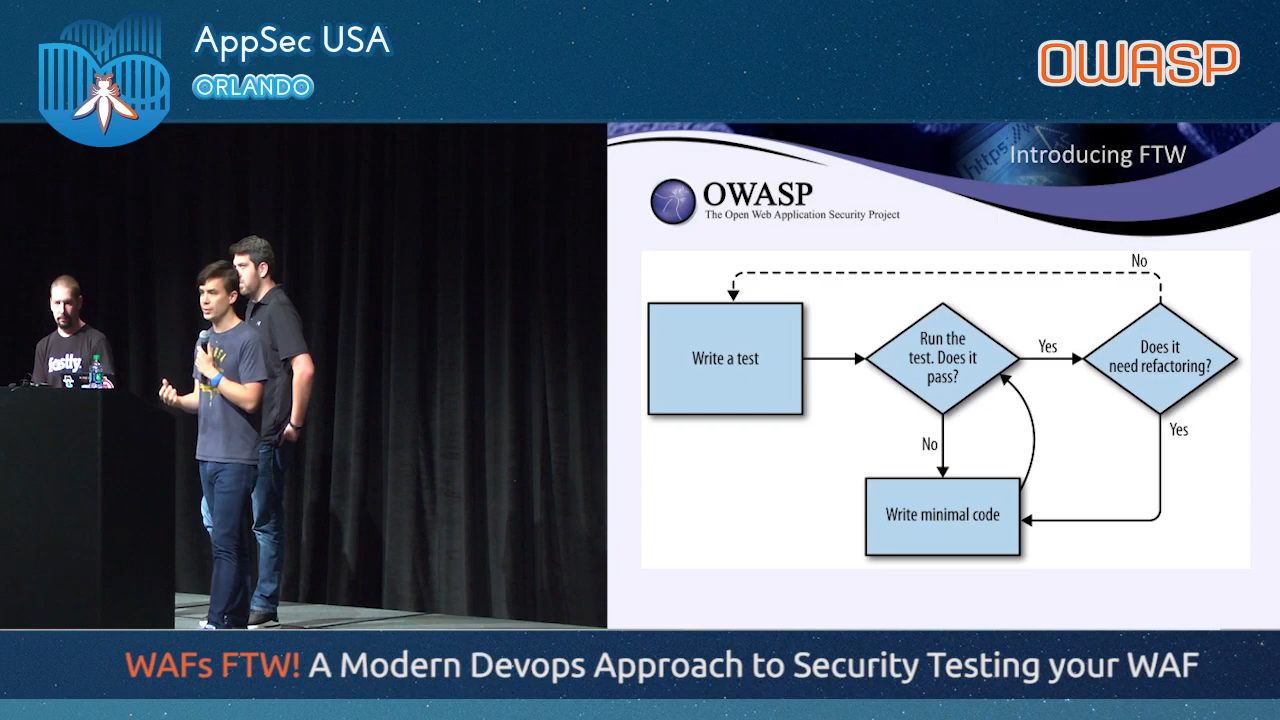 AppSec USA
ORLANDO
OWASP
Introducing FTW
https://
OWASP
The Open Web Application Security Project
No
Write a test
Run the
test. Does it
pass?
Yes
Does it
need refactoring?
No
Yes
Write minimal code
fastly.
WAFs FTW! A Modern Devops Approach to Security Testing your WAF